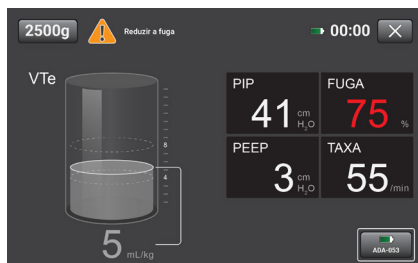 2500g
Reduzir a fuga
00:00
VTe
6
4
5 mL/kg
PIP
41 cm H₂O
FUGA
75 %
PEEP
3 cm H₂O
TAXA
55 /min
ADA-053